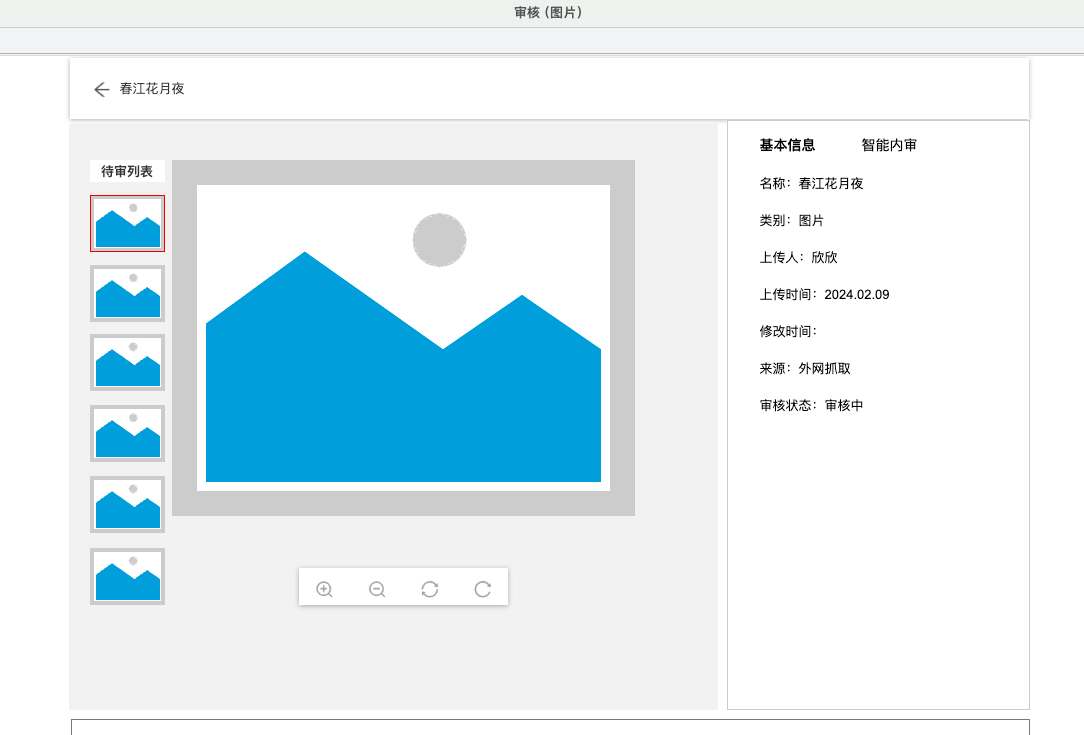 审核 (图片)
春江花月夜
待审列表
基本信息 智能内审
名称：春江花月夜
类别：图片
上传人：欣欣
上传时间：2024.02.09
修改时间：
来源：外网抓取
审核状态：审核中